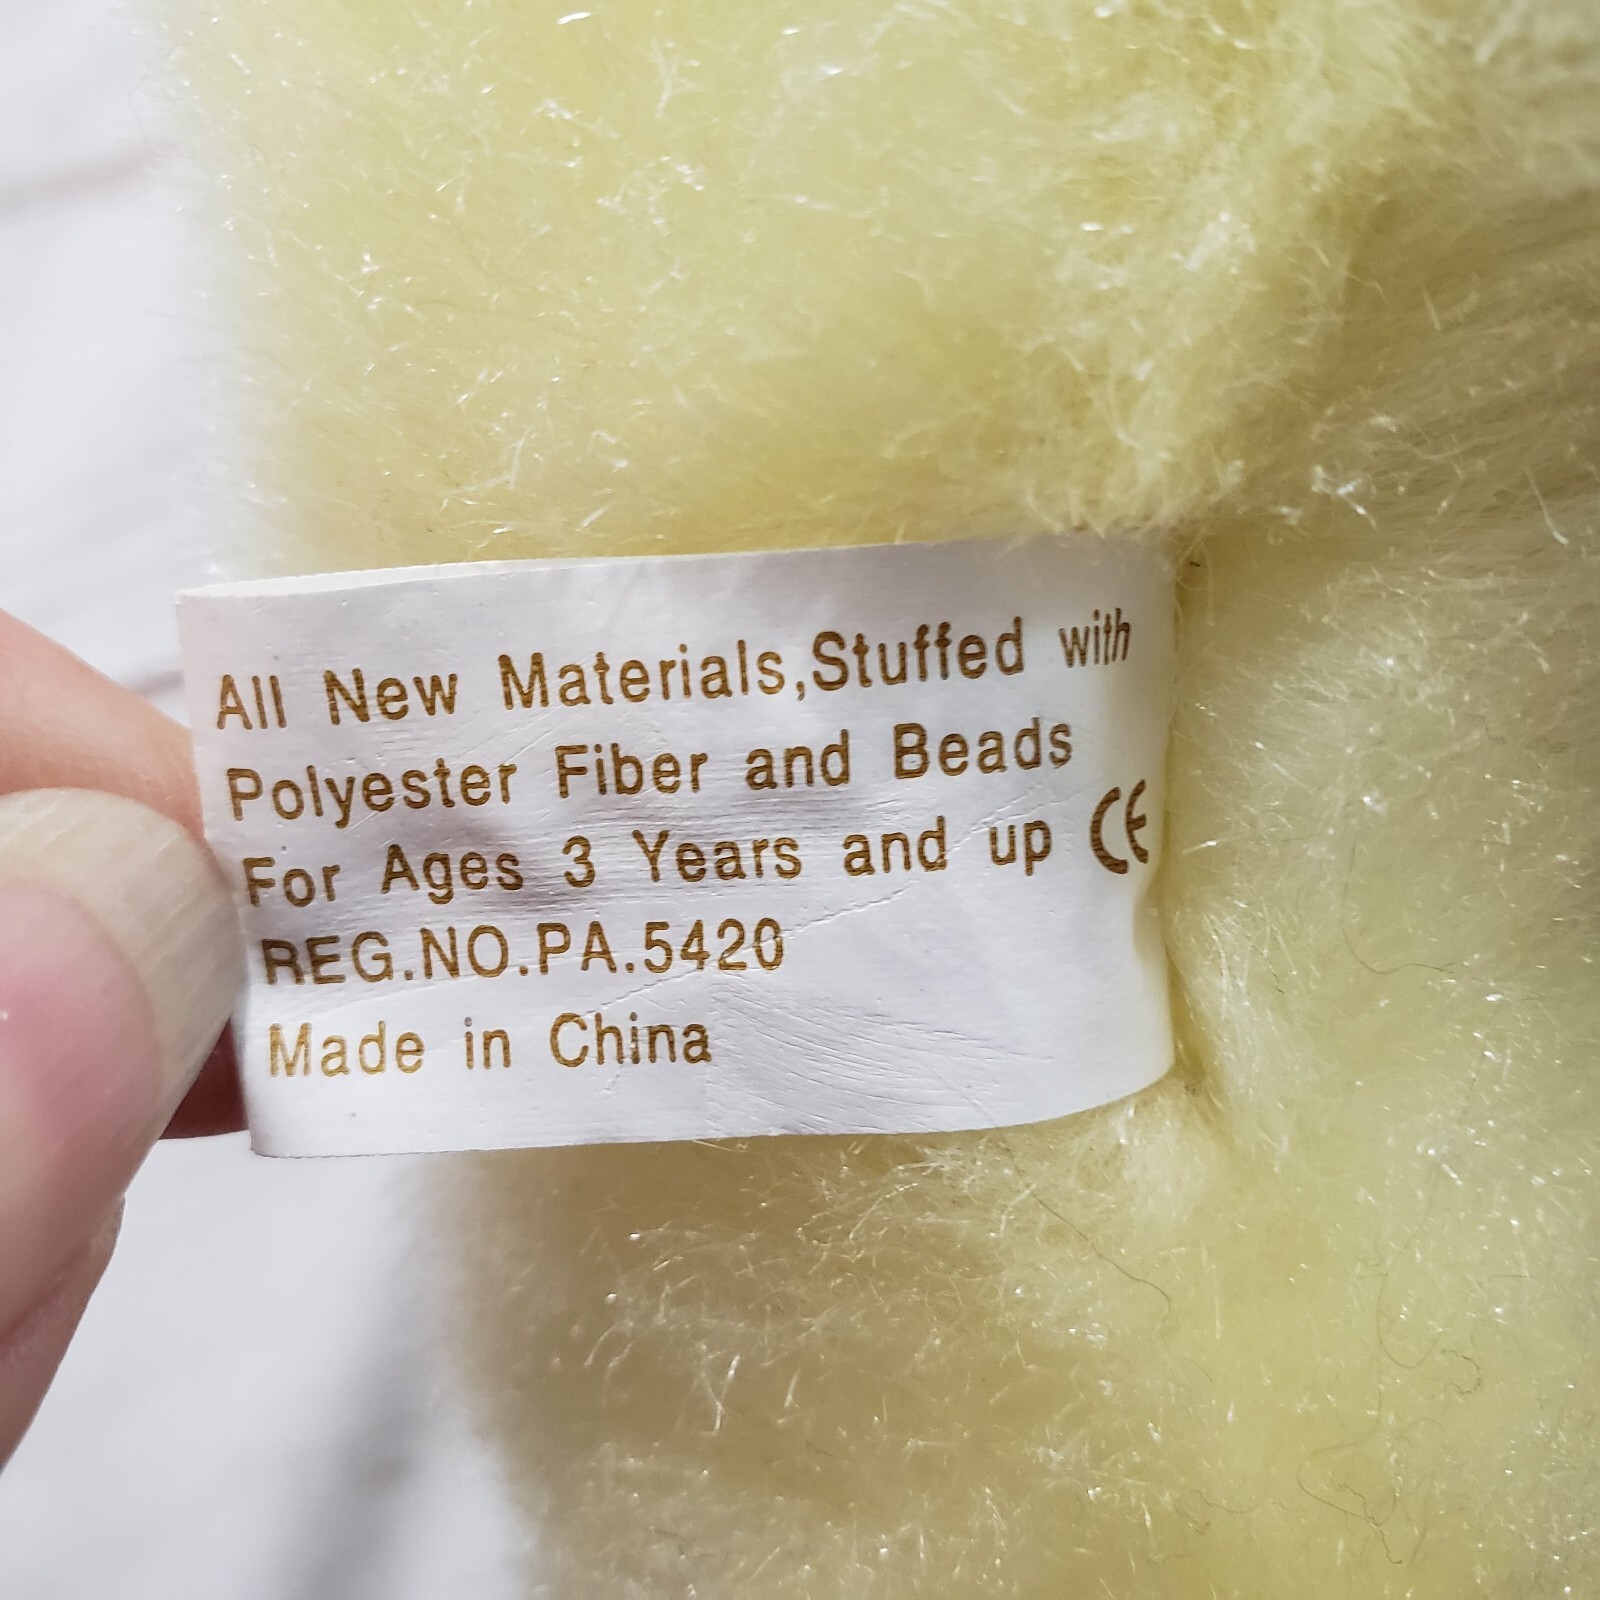 All New Materials,Stuffed with
Polyester Fiber and Beads
For Ages 3 Years and up CE
REG.NO.PA.5420
Made in China